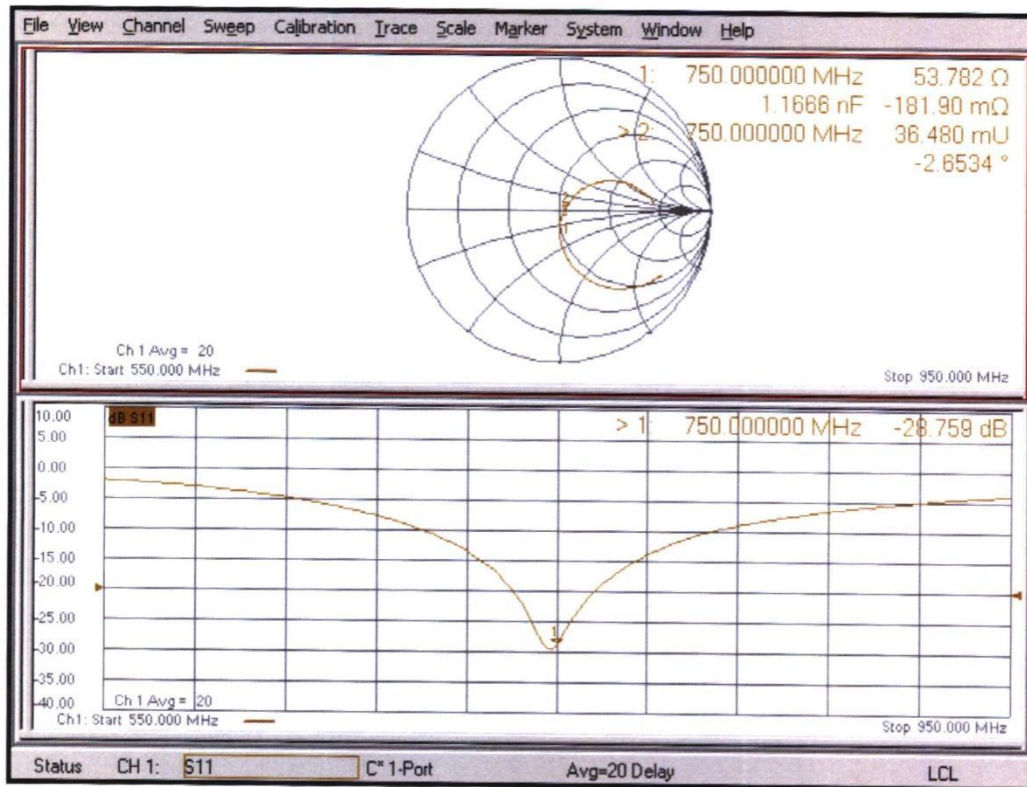 File View Channel Sweep Calibration Trace Scale Marker System Window Help
1: 750.000000 MHz 53.782 Ω
1.1666 nF -181.90 mΩ
> 2: 750.000000 MHz 36.480 mU
-2.6534 °
Ch 1 Avg = 20
Ch1: Start 550.000 MHz
Stop 950.000 MHz
10.00
dB S11
> 1: 750.000000 MHz -28.759 dB
5.00
0.00
-5.00
-10.00
-15.00
-20.00
-25.00
1
-30.00
-35.00
-40.00
Ch 1 Avg = 20
Ch1: Start 550.000 MHz
Stop 950.000 MHz
Status CH 1: S11 C* 1-Port Avg=20 Delay LCL